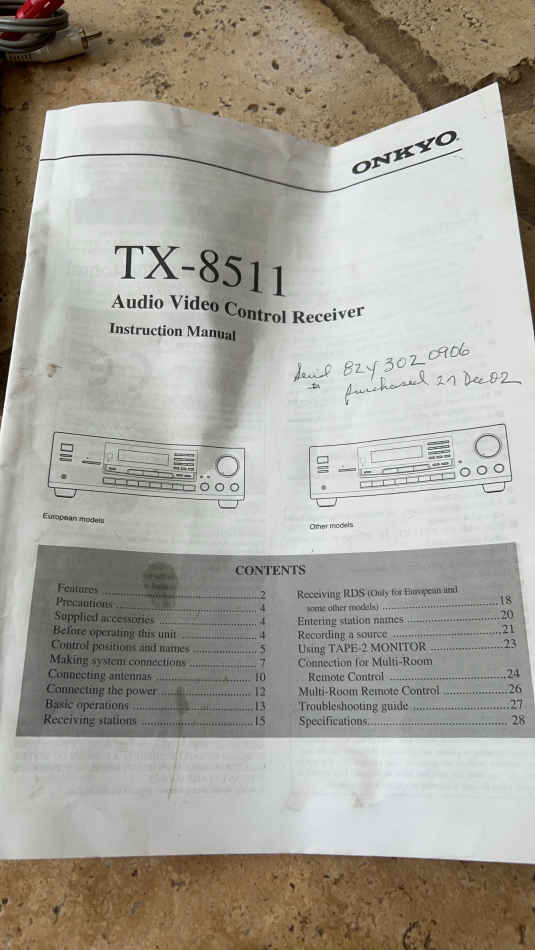 ONKYO
TX-8511
Audio Video Control Receiver
Instruction Manual
Serial 82Y 302 0906
purchased 27 Dec 02
European models
Other models
CONTENTS
Features ........ 2
Precautions ........ 4
Supplied accessories ........ 4
Before operating this unit ........ 4
Control positions and names ........ 5
Making system connections ........ 7
Connecting antennas ........ 10
Connecting the power ........ 12
Basic operations ........ 13
Receiving stations ........ 15
Receiving RDS (Only for European and
some other models) ........ 18
Entering station names ........ 20
Recording a source ........ 21
Using TAPE-2 MONITOR ........ 23
Connection for Multi-Room
Remote Control ........ 24
Multi-Room Remote Control ........ 26
Troubleshooting guide ........ 27
Specifications........ 28